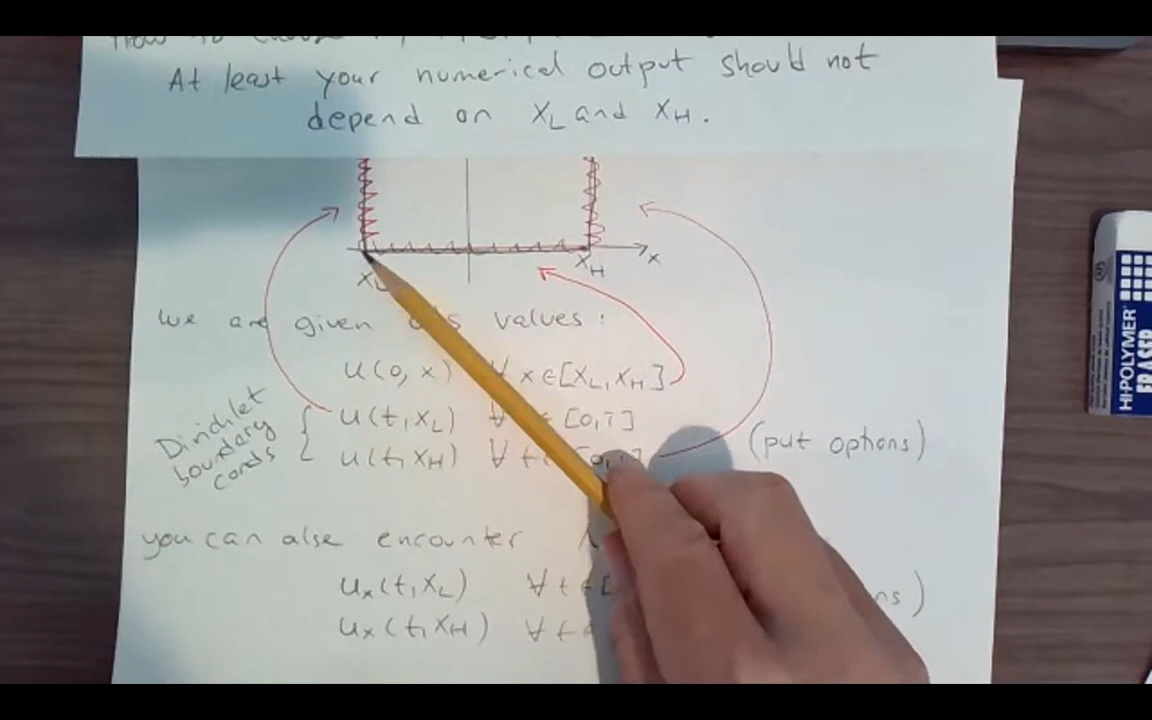 At least your numerical output should not
depend on XL and XH.
x
XH
we are given values:
u(0, x) ∀ x ∈ [XL, XH]
Dirichlet
boundary
conds
u(t, XL) ∀ [0, T]
u(t, XH) ∀ t
(put options)
you can also encounter
ux(t, XL) ∀ t
ux(t, XH) ∀ t
HI-POLYMER
ERASER